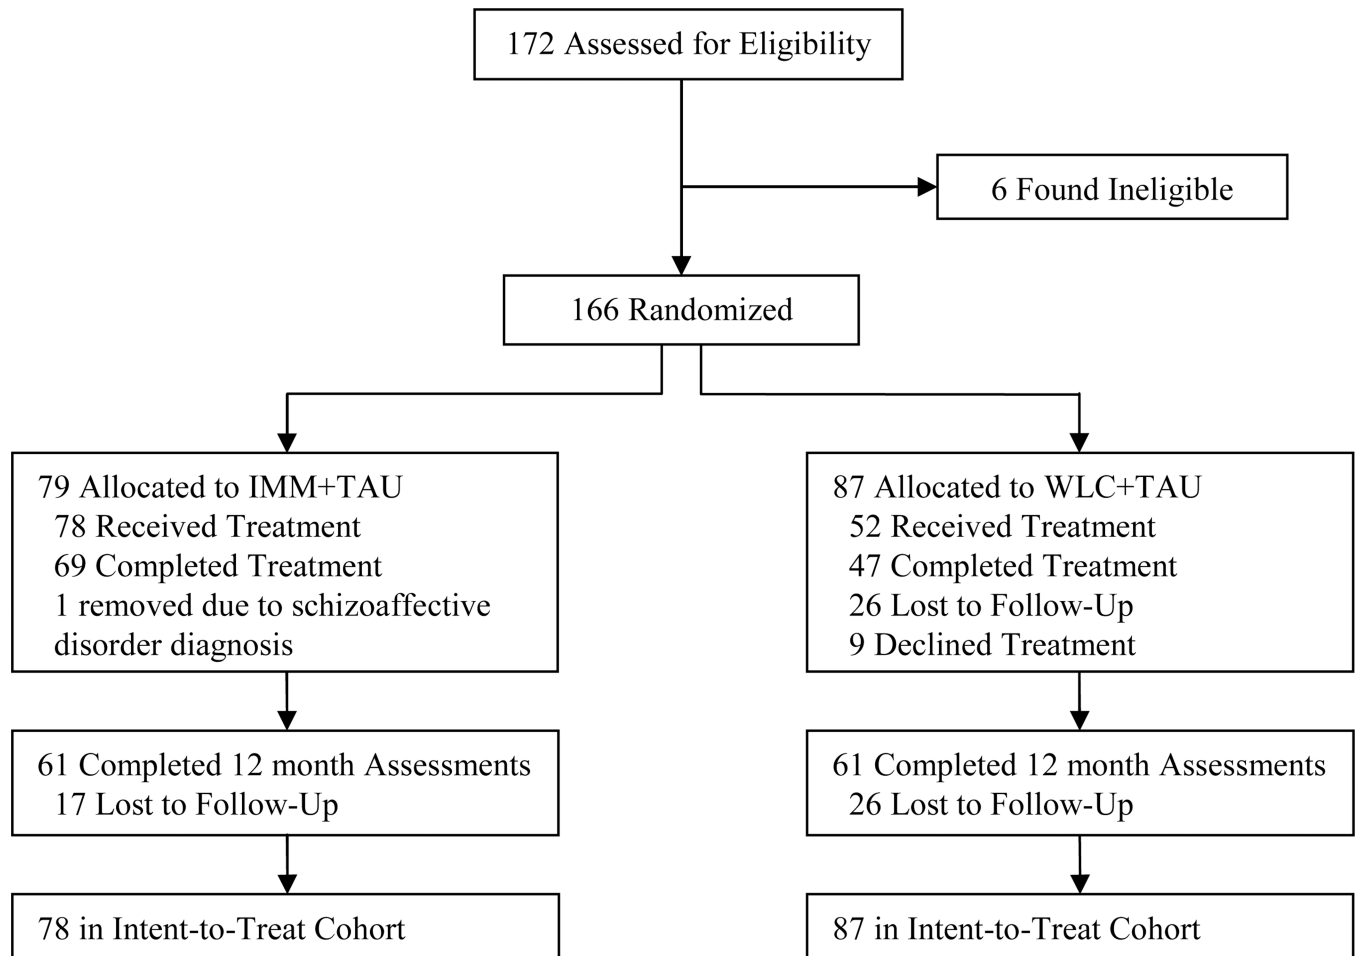 172 Assessed for Eligibility
6 Found Ineligible
166 Randomized
79 Allocated to IMM+TAU
78 Received Treatment
69 Completed Treatment
1 removed due to schizoaffective
disorder diagnosis
87 Allocated to WLC+TAU
52 Received Treatment
47 Completed Treatment
26 Lost to Follow-Up
9 Declined Treatment
61 Completed 12 month Assessments
17 Lost to Follow-Up
61 Completed 12 month Assessments
26 Lost to Follow-Up
78 in Intent-to-Treat Cohort
87 in Intent-to-Treat Cohort